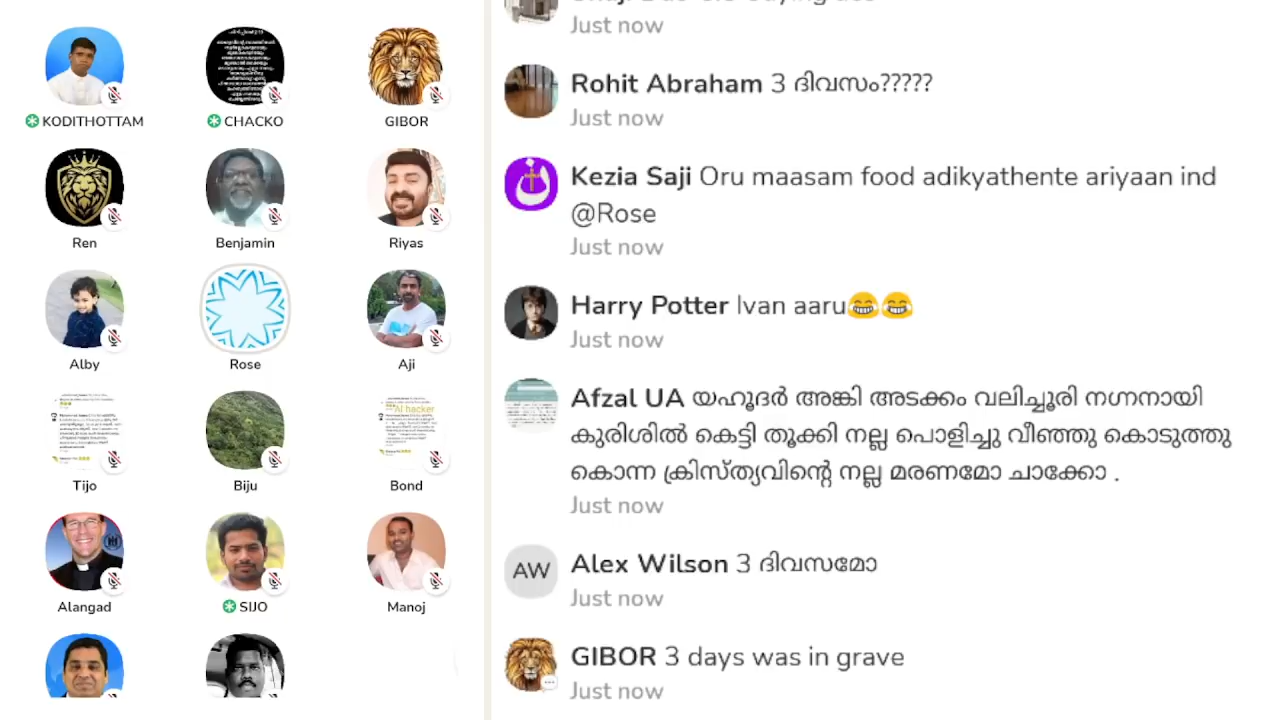 KODITHOTTAM
CHACKO
GIBOR
Ren
Benjamin
Riyas
Alby
Rose
Aji
Tijo
Biju
AI hacker
Bond
Alangad
SIJO
Manoj
Just now
Rohit Abraham 3 ദിവസം?????
Just now
Kezia Saji Oru maasam food adikyathente ariyaan ind
@Rose
Just now
Harry Potter Ivan aaru😂😂
Just now
Afzal UA യഹൂദർ അങ്കി അടക്കം വലിച്ചൂരി നഗ്നനായി
കുരിശിൽ കെട്ടി തൂക്കി നല്ല പൊളിച്ചു വീഞ്ഞു കൊടുത്തു
കൊന്ന ക്രിസ്ത്യവിന്റെ നല്ല മരണമോ ചാക്കോ .
Just now
AW
Alex Wilson 3 ദിവസമോ
Just now
GIBOR 3 days was in grave
Just now